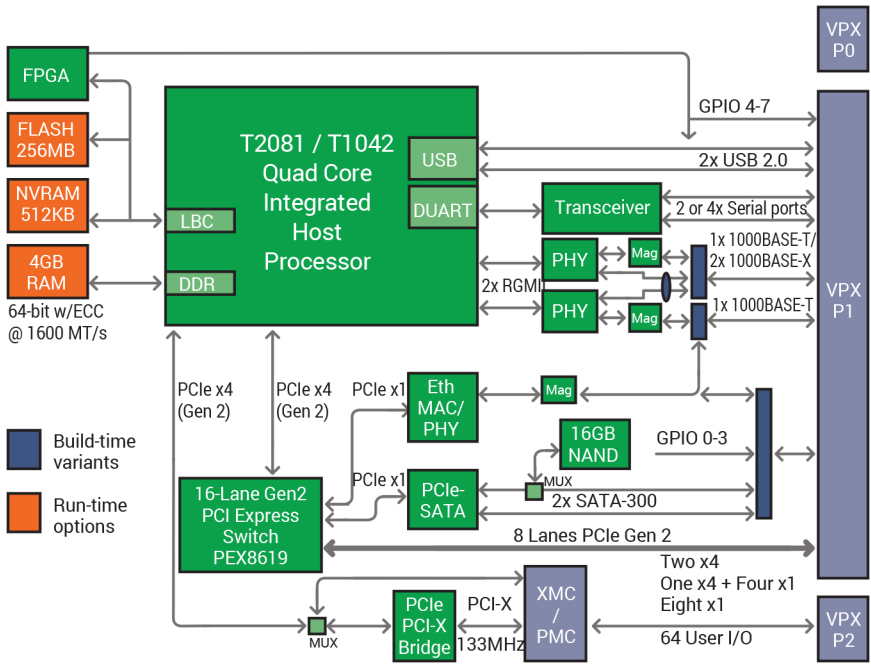 VPX
P0
FPGA
GPIO 4-7
FLASH
256MB
T2081 / T1042
Quad Core
Integrated
Host
Processor
USB
2x USB 2.0
NVRAM
512KB
LBC
DUART
Transceiver
2 or 4x Serial ports
4GB
RAM
DDR
64-bit w/ECC
@ 1600 MT/s
2x RGMII
PHY
Mag
1x 1000BASE-T/
2x 1000BASE-X
PHY
Mag
1x 1000BASE-T
VPX
P1
PCIe x4
(Gen 2)
PCIe x4
(Gen 2)
PCIe x1
Eth
MAC/
PHY
Mag
Build-time
variants
16GB
NAND
GPIO 0-3
Run-time
options
16-Lane Gen2
PCI Express
Switch
PEX8619
PCIe x1
PCIe-
SATA
MUX
2x SATA-300
8 Lanes PCIe Gen 2
Two x4
One x4 + Four x1
Eight x1
MUX
PCIe
PCI-X
Bridge
PCI-X
133MHz
XMC
/
PMC
64 User I/O
VPX
P2